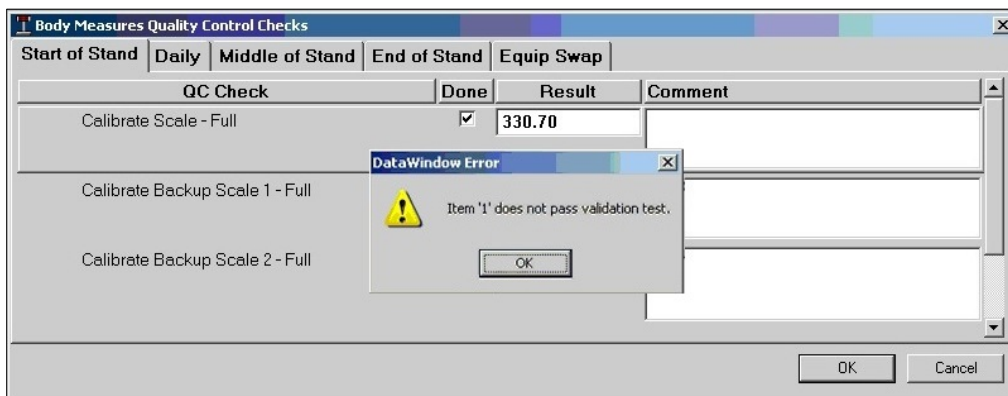 Body Measures Quality Control Checks
Start of Stand Daily Middle of Stand End of Stand Equip Swap
QC Check Done Result Comment
Calibrate Scale - Full 330.70
DataWindow Error
Calibrate Backup Scale 1 - Full
Item '1' does not pass validation test.
Calibrate Backup Scale 2 - Full
OK
OK Cancel